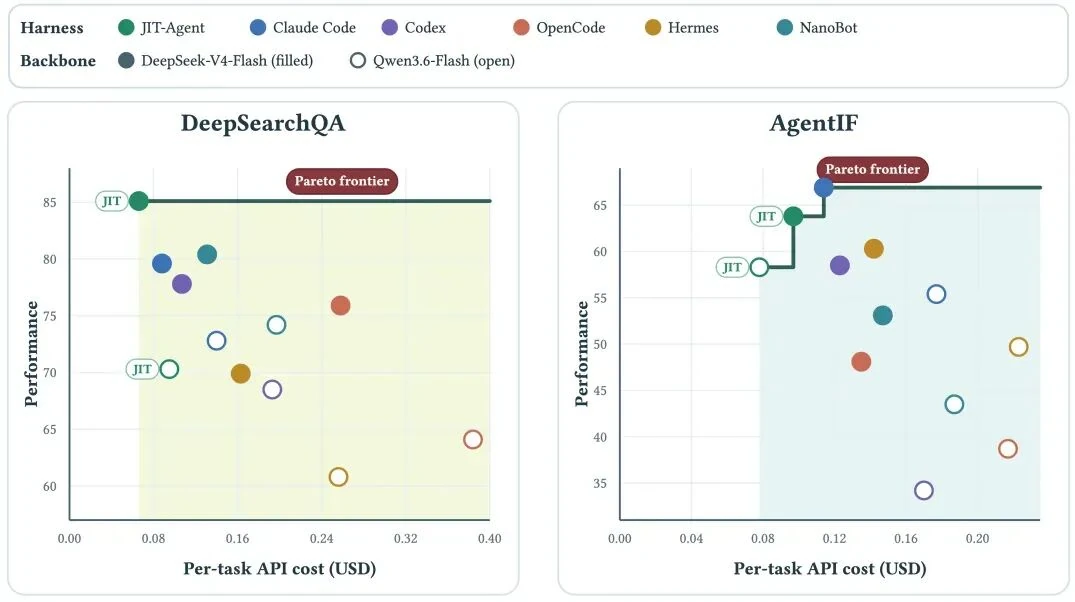 Harness JIT-Agent Claude Code Codex OpenCode Hermes NanoBot
Backbone DeepSeek-V4-Flash (filled) Qwen3.6-Flash (open)
DeepSearchQA
Pareto frontier
85
80
75
70
65
60
JIT
JIT
Performance
0.00 0.08 0.16 0.24 0.32 0.40
Per-task API cost (USD)
AgentIF
Pareto frontier
65
60
55
50
45
40
35
JIT
JIT
Performance
0.00 0.04 0.08 0.12 0.16 0.20
Per-task API cost (USD)